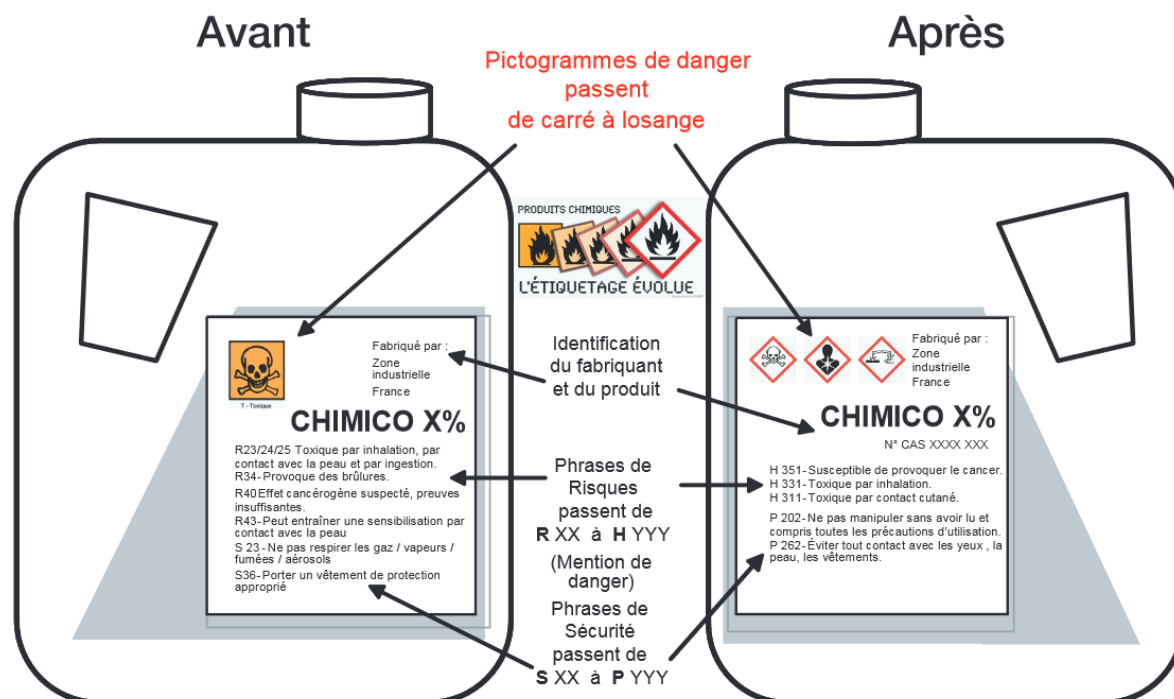 Avant
Après
Pictogrammes de danger
passent
de carré à losange
PRODUITS CHIMIQUES
L'ÉTIQUETAGE ÉVOLUE
T - Toxique
Fabriqué par :
Zone
industrielle
France
CHIMICO X%
R23/24/25 Toxique par inhalation, par
contact avec la peau et par ingestion.
R34-Provoque des brûlures.
R40 Effet cancérogène suspecté, preuves
insuffisantes.
R43-Peut entraîner une sensibilisation par
contact avec la peau
S 23-Ne pas respirer les gaz / vapeurs /
fumées / aérosols
S36-Porter un vêtement de protection
approprié
Identification
du fabriquant
et du produit
Phrases de
Risques
passent de
R XX à H YYY
(Mention de
danger)
Phrases de
Sécurité
passent de
S XX à P YYY
Fabriqué par :
Zone
industrielle
France
CHIMICO X%
N° CAS XXXX XXX
H 351-Susceptible de provoquer le cancer.
H 331-Toxique par inhalation.
H 311-Toxique par contact cutané.
P 202-Ne pas manipuler sans avoir lu et
compris toutes les précautions d'utilisation.
P 262-Éviter tout contact avec les yeux , la
peau, les vêtements.